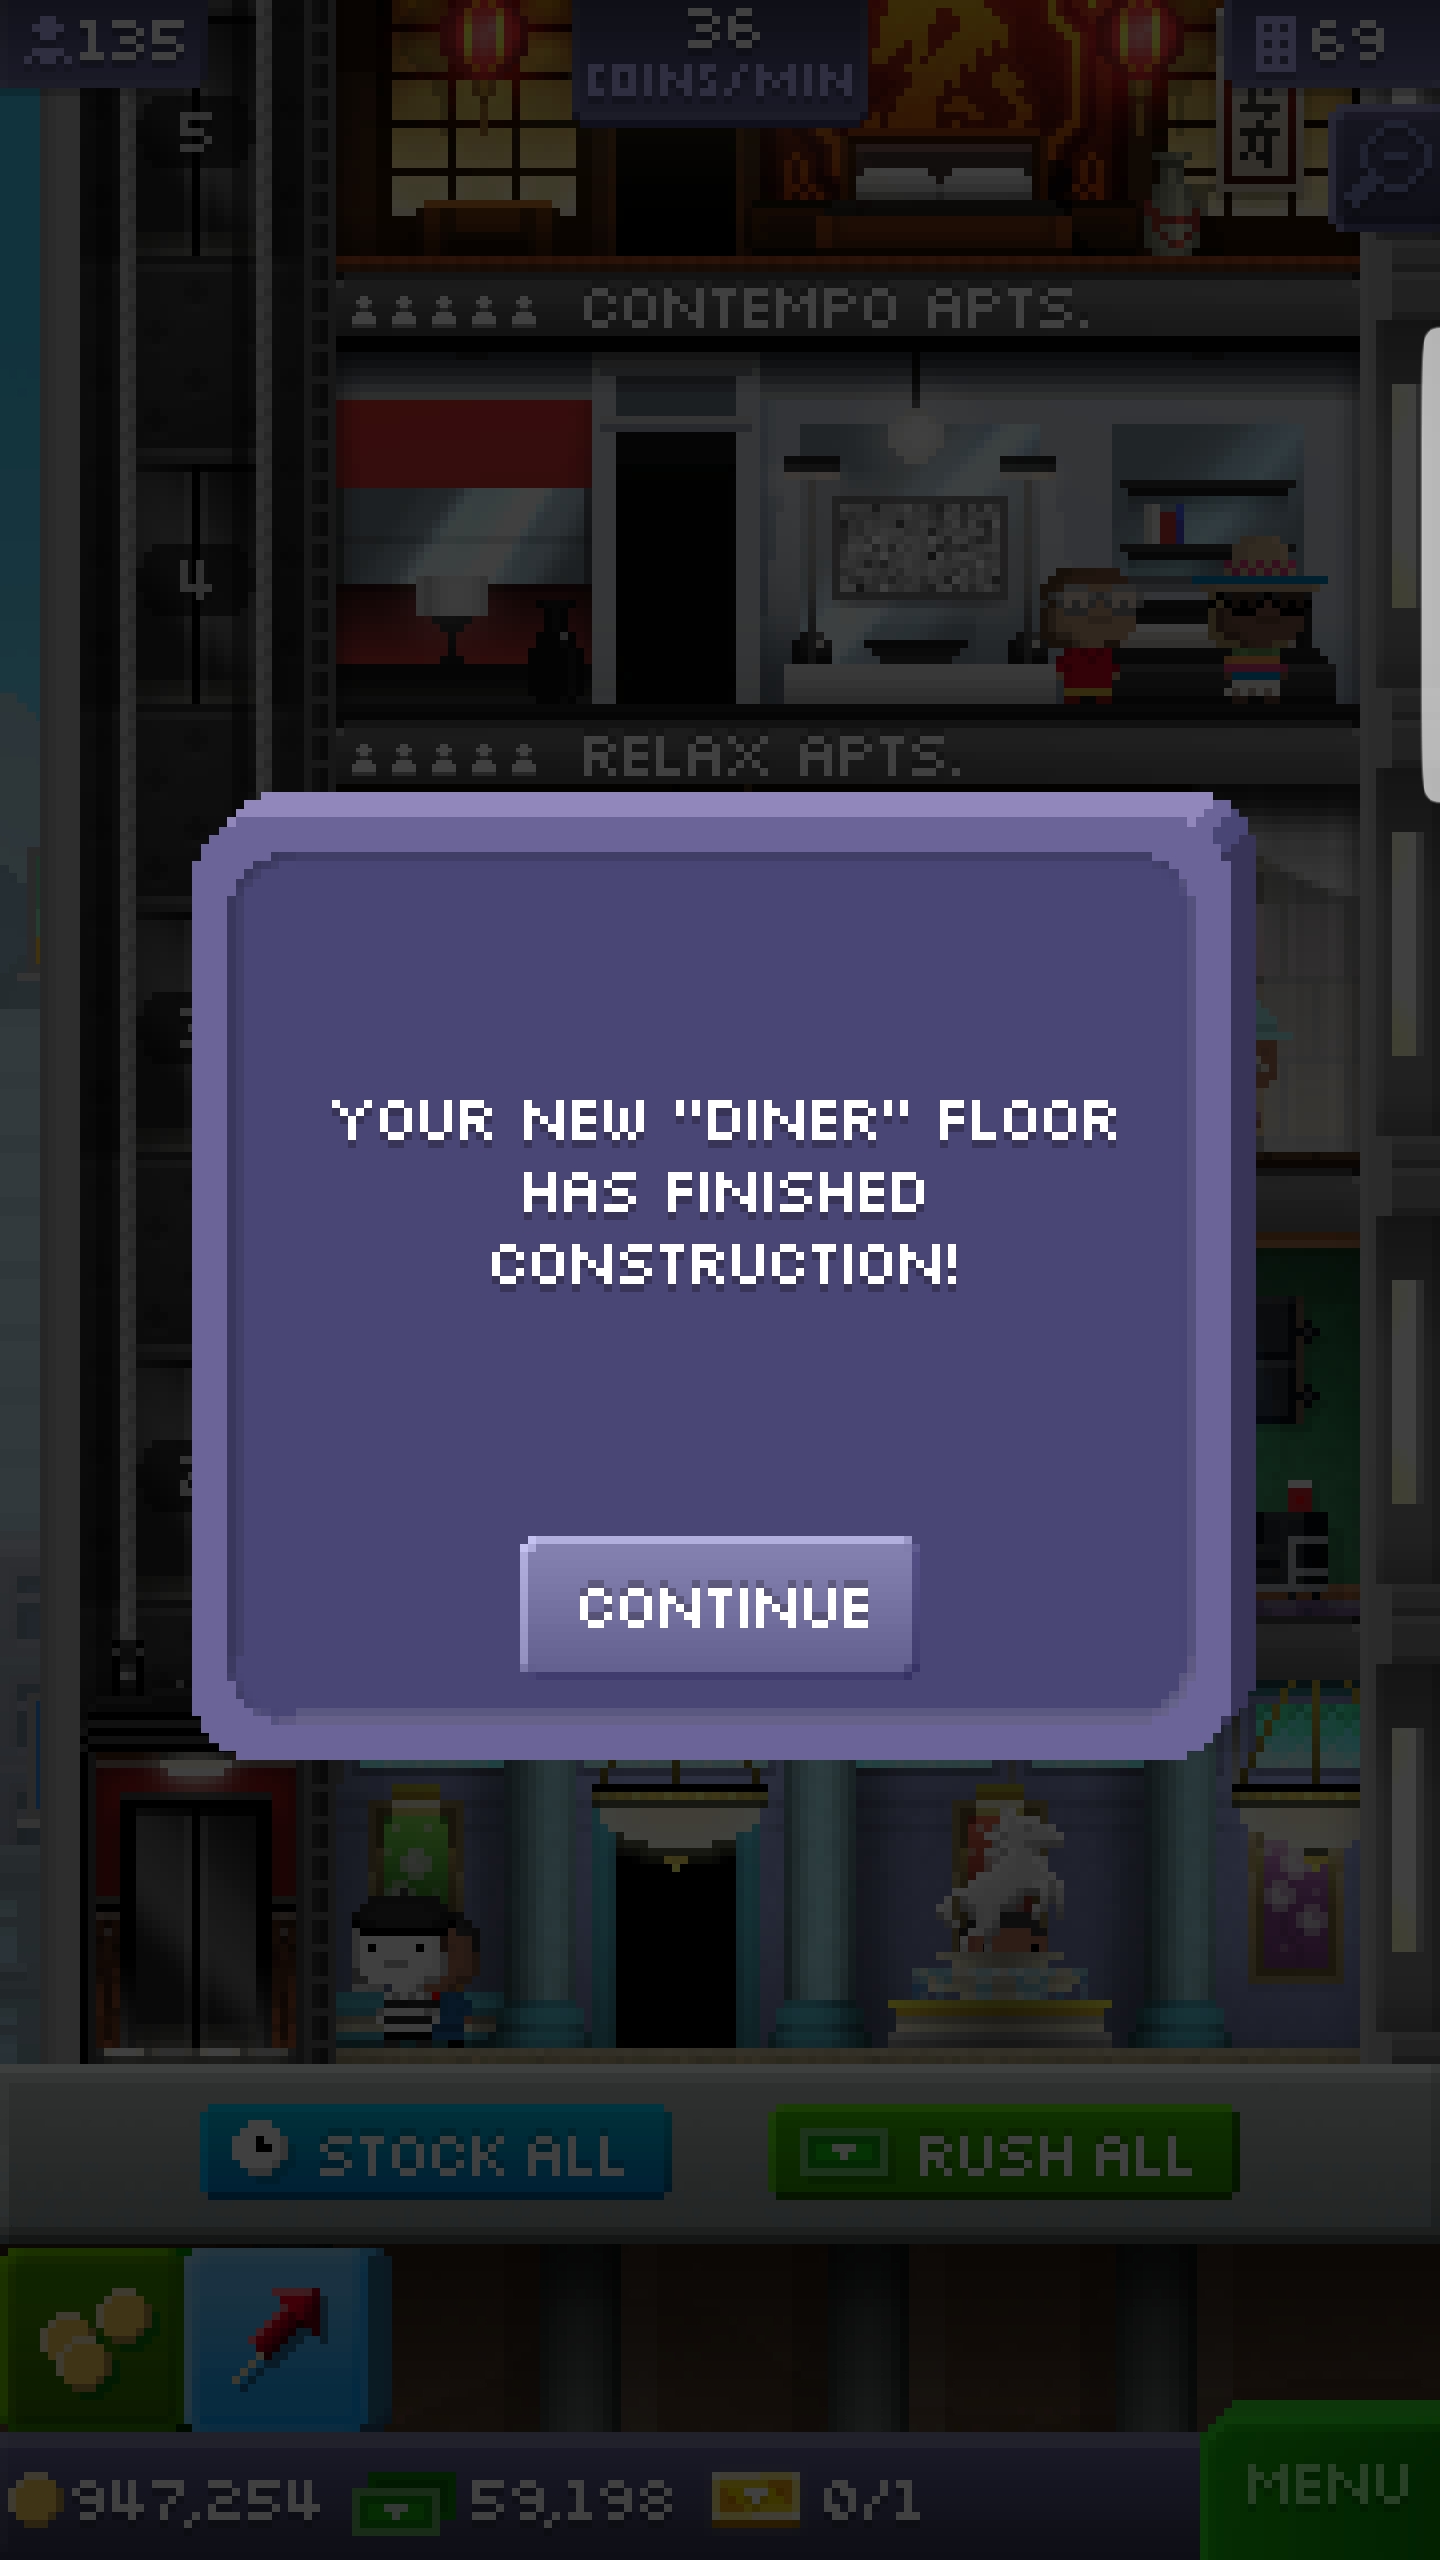 135
36
COINS/MIN
69
5
CONTEMPO APTS.
4
RELAX APTS.
YOUR NEW "DINER" FLOOR
HAS FINISHED
CONSTRUCTION!
CONTINUE
STOCK ALL
RUSH ALL
947,254
59,198
0/1
MENU